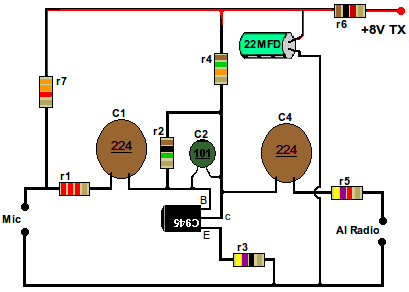 r6
+8V TX
22MFD
r4
r7
C1
r2
C2
C4
224
101
224
r1
r5
B
Mic
C945
C
E
AI Radio
r3